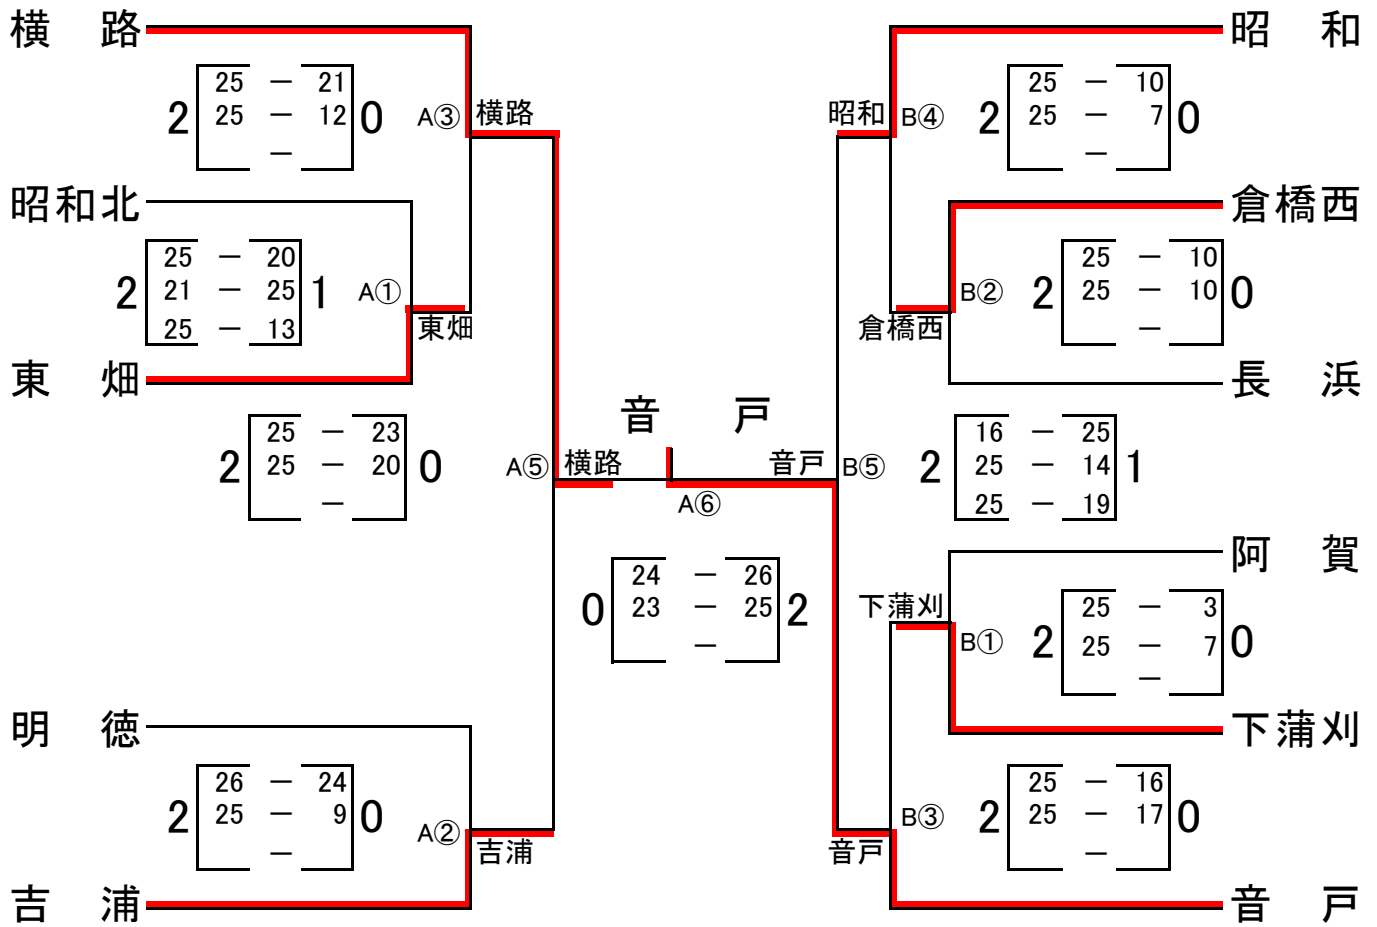 横　路
昭　和
2 25 － 21 0
25 － 12
－
A③ 横路
昭和 B④
2 25 － 10 0
25 － 7
－
昭和北
倉橋西
2 25 － 20 1
21 － 25
25 － 13
A①
東畑
B②
倉橋西
2 25 － 10 0
25 － 10
－
東　畑
長　浜
2 25 － 23 0
25 － 20
－
音　戸
A⑤ 横路
音戸 B⑤
A⑥
2 16 － 25 1
25 － 14
25 － 19
0 24 － 26 2
23 － 25
－
阿　賀
下蒲刈
B①
2 25 － 3 0
25 － 7
－
明　徳
下蒲刈
2 26 － 24 0
25 － 9
－
A②
吉浦
B③
音戸
2 25 － 16 0
25 － 17
－
吉　浦
音　戸